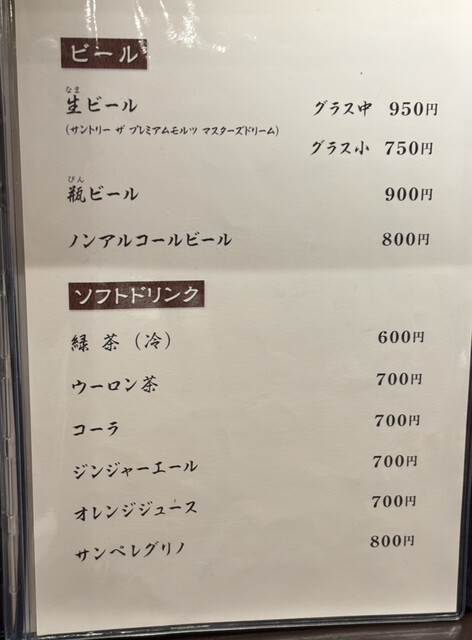 ビール
なま
生ビール グラス中 950円
(サントリー ザ プレミアムモルツ マスターズドリーム)
グラス小 750円
びん
瓶ビール 900円
ノンアルコールビール 800円
ソフトドリンク
緑 茶 (冷) 600円
ウーロン茶 700円
コーラ 700円
ジンジャーエール 700円
オレンジジュース 700円
サンペレグリノ 800円